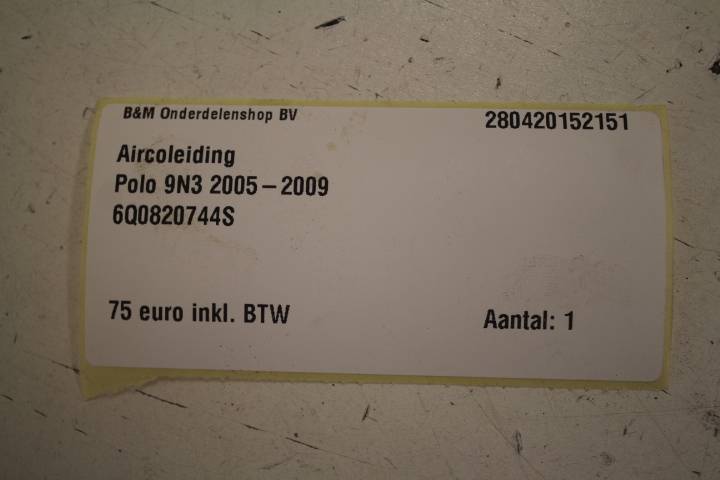 B&M Onderdelenshop BV
280420152151
Aircoleiding
Polo 9N3 2005 – 2009
6Q0820744S
75 euro inkl. BTW
Aantal: 1